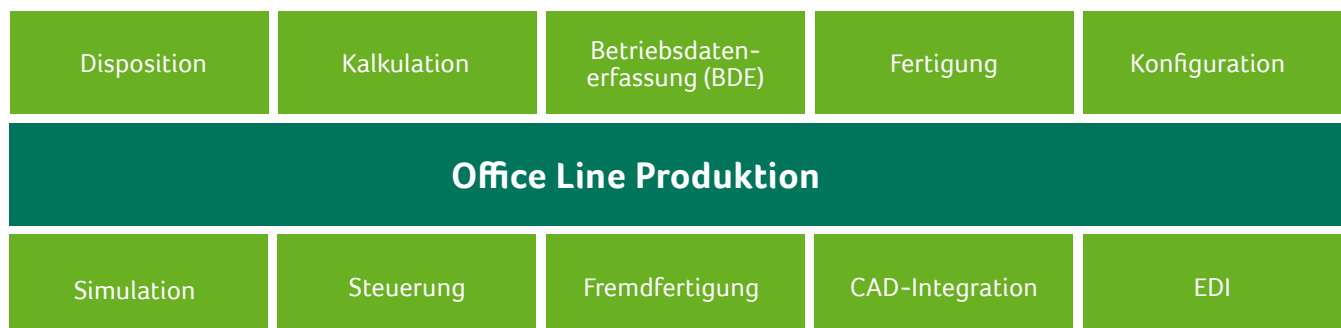 Disposition
Kalkulation
Betriebsdaten-
erfassung (BDE)
Fertigung
Konfiguration
Office Line Produktion
Simulation
Steuerung
Fremdfertigung
CAD-Integration
EDI